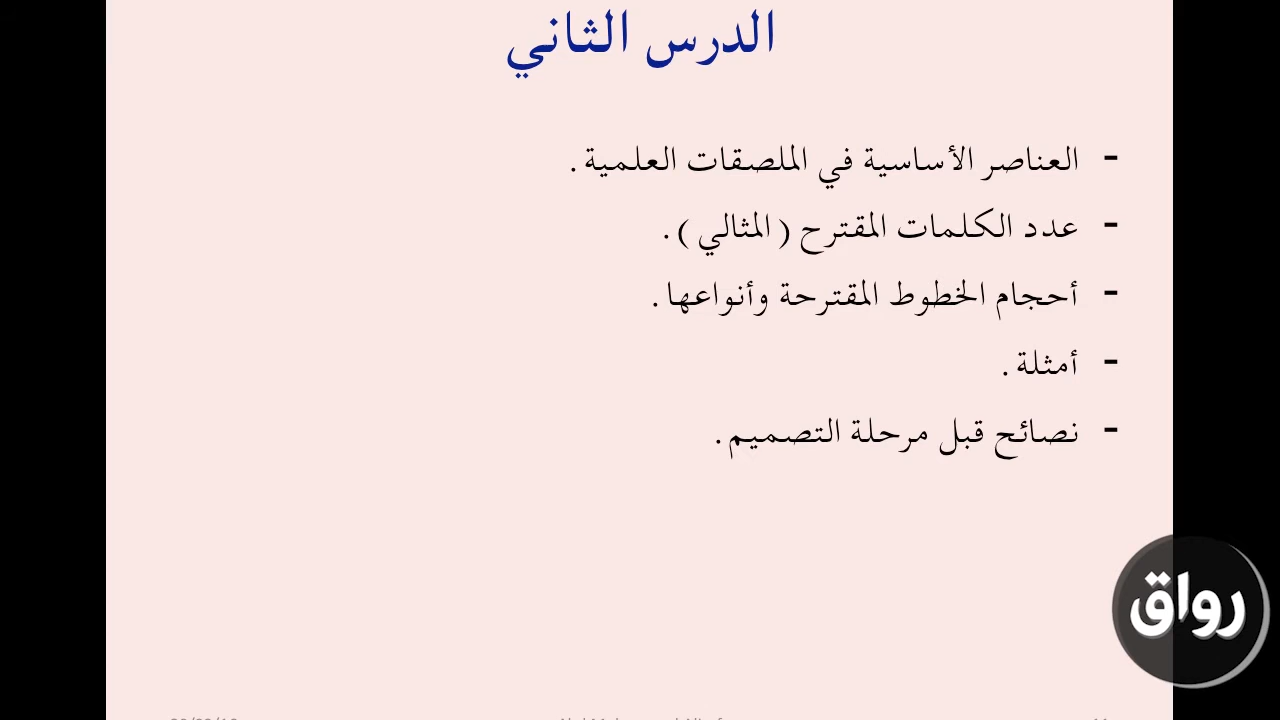 الدرس الثاني
- العناصر الأساسية في الملصقات العلمية .
- عدد الكلمات المقترح ( المثالي ) .
- أحجام الخطوط المقترحة وأنواعها .
- أمثلة .
- نصائح قبل مرحلة التصميم .
رواق